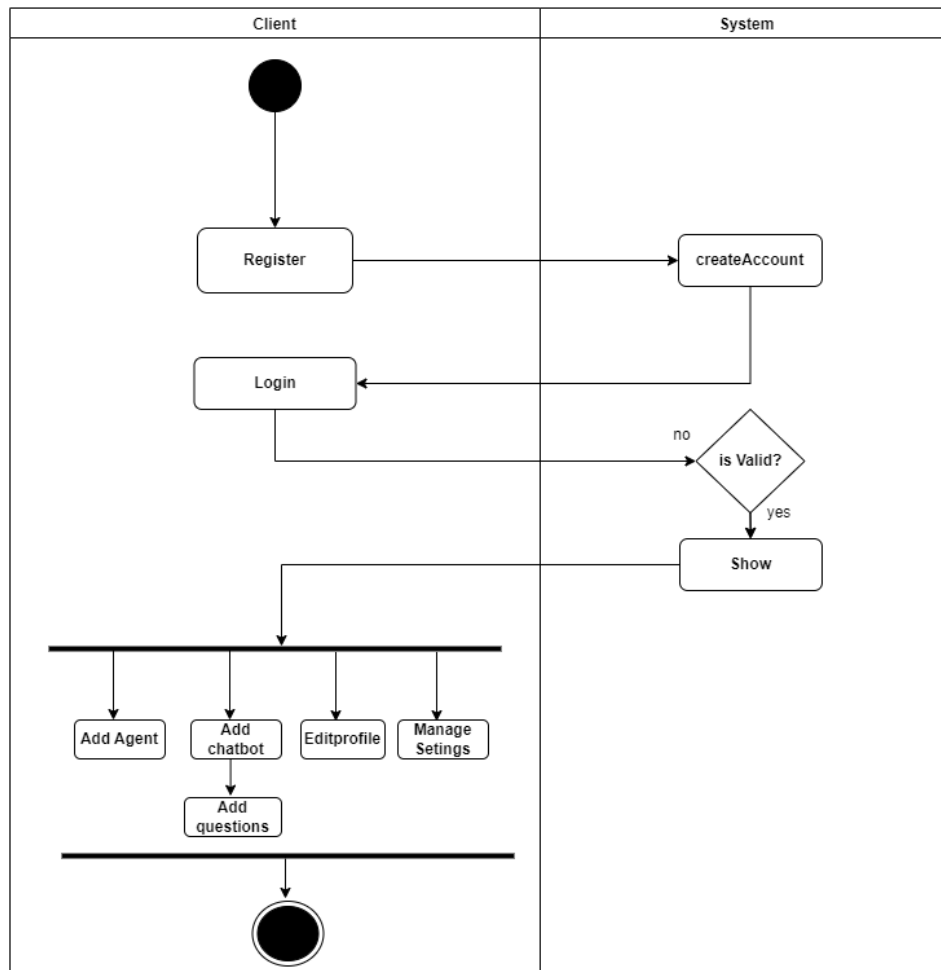 Client
System
Register
createAccount
Login
no
is Valid?
yes
Show
Add Agent
Add
chatbot
Editprofile
Manage
Setings
Add
questions